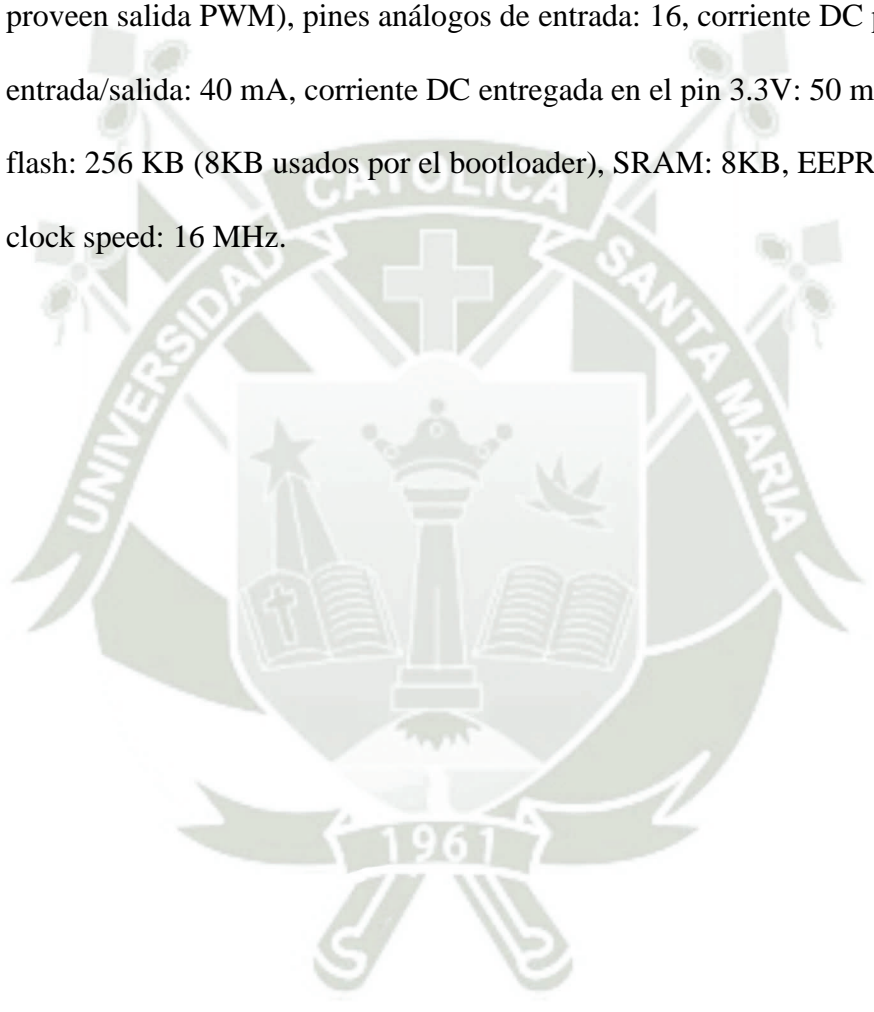 proveen salida PWM), pines análogos de entrada: 16, corriente DC
entrada/salida: 40 mA, corriente DC entregada en el pin 3.3V: 50 m
flash: 256 KB (8KB usados por el bootloader), SRAM: 8KB, EEPR
clock speed: 16 MHz.
UNIVERSIDAD CATOLICA SANTA MARIA
1961